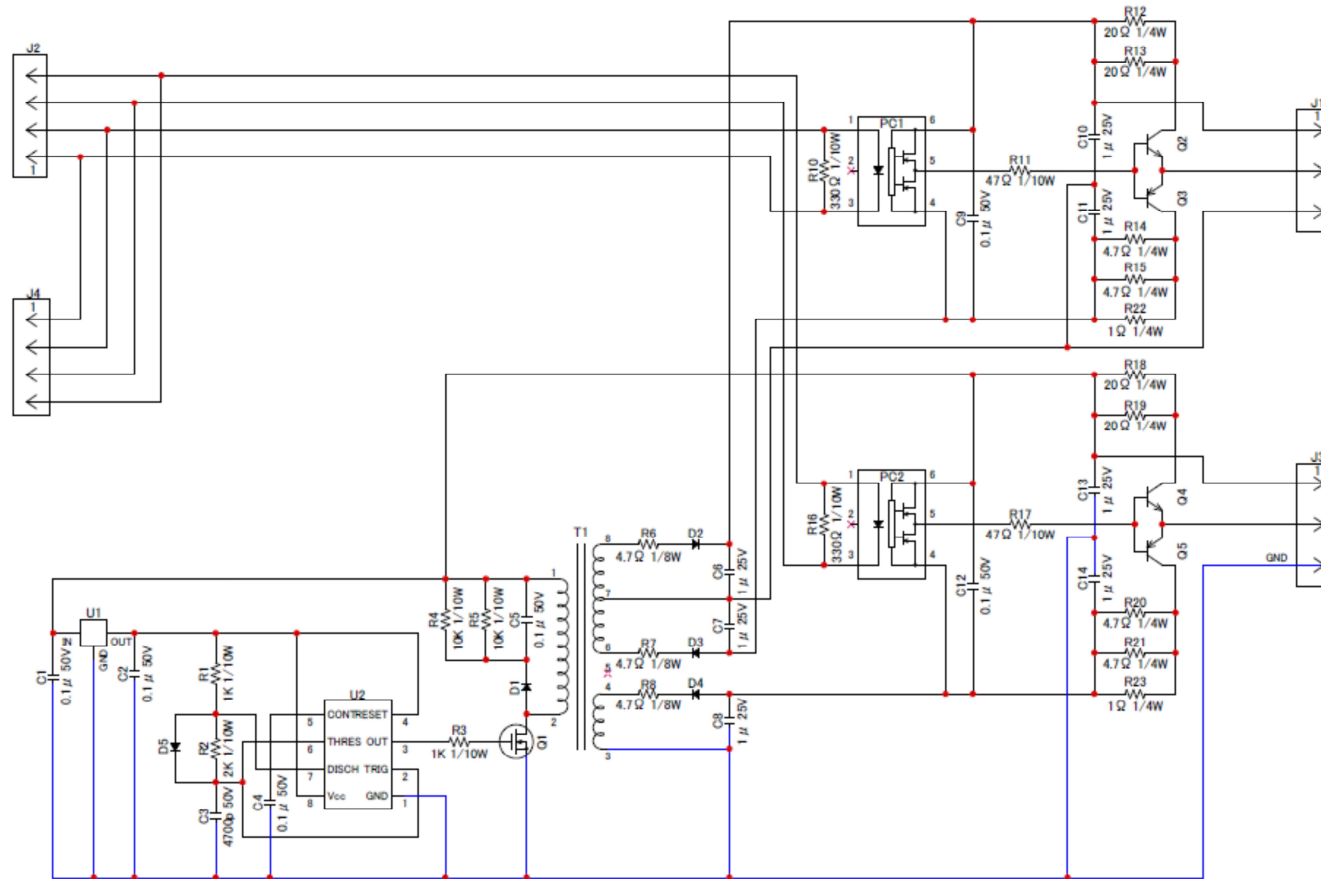 J2
1
J4
1
R12
20Ω 1/4W
R13
20Ω 1/4W
J1
1
PC1
1
2
3
6
5
4
R10
330Ω 1/10W
R11
47Ω 1/10W
C9
0.1μ 50V
C10
1μ 25V
C11
1μ 25V
Q2
Q3
R14
4.7Ω 1/4W
R15
4.7Ω 1/4W
R22
1Ω 1/4W
R18
20Ω 1/4W
R19
20Ω 1/4W
J3
1
GND
PC2
1
2
3
6
5
4
R16
330Ω 1/10W
R17
47Ω 1/10W
C12
0.1μ 50V
C13
1μ 25V
C14
1μ 25V
Q4
Q5
R20
4.7Ω 1/4W
R21
4.7Ω 1/4W
R23
1Ω 1/4W
T1
1
2
8
7
6
5
4
3
R6
4.7Ω 1/8W
D2
C6
1μ 25V
C7
1μ 25V
R7
4.7Ω 1/8W
D3
R8
4.7Ω 1/8W
D4
C8
1μ 25V
R4
10K 1/10W
R5
10K 1/10W
C5
0.1μ 50V
D1
Q1
R3
1K 1/10W
U1
IN
OUT
GND
C1
0.1μ 50V
C2
0.1μ 50V
R1
1K 1/10W
R2
2K 1/10W
D5
C3
4700p 50V
C4
0.1μ 50V
U2
5 CONTRESET 4
6 THRES OUT 3
7 DISCH TRIG 2
8 Vcc GND 1